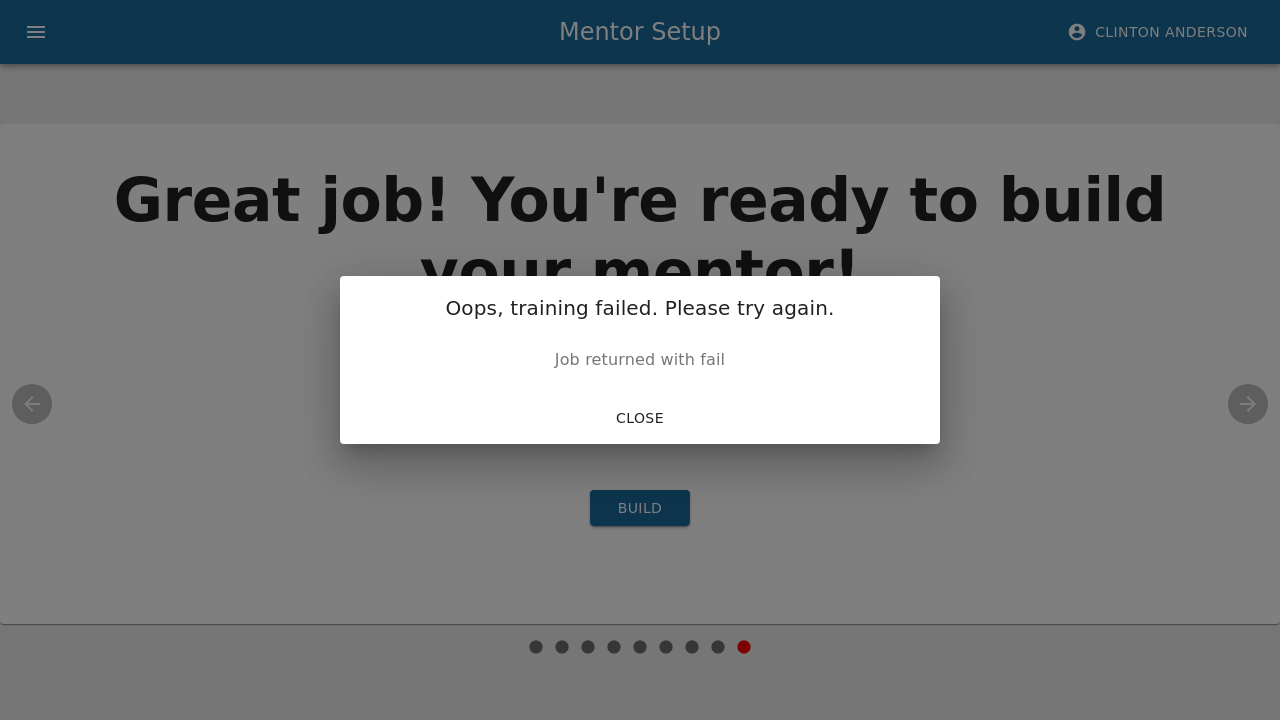 Mentor Setup
CLINTON ANDERSON
Great job! You're ready to build
your mentor!
Oops, training failed. Please try again.
Job returned with fail
CLOSE
BUILD